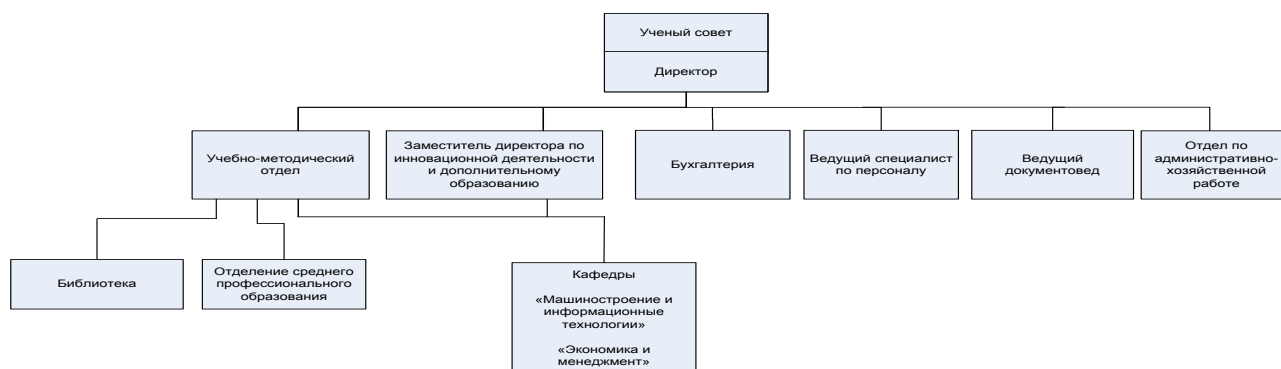 Ученый совет
Директор
Учебно-методический
отдел
Заместитель директора по
инновационной деятельности
и дополнительному
образованию
Бухгалтерия
Ведущий специалист
по персоналу
Ведущий
документовед
Отдел по
административно-
хозяйственной
работе
Библиотека
Отделение среднего
профессионального
образования
Кафедры
«Машиностроение и
информационные
технологии»
«Экономика и
менеджмент»